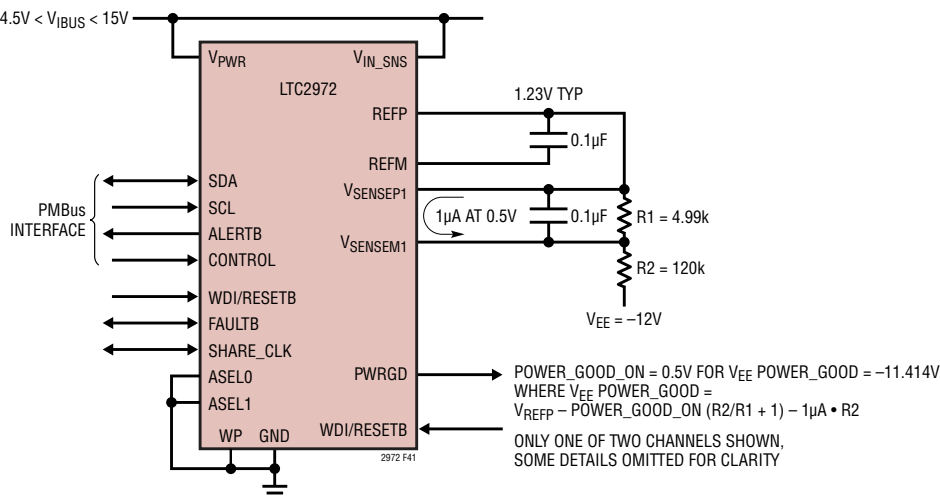 4.5V < VIBUS < 15V
VPWR
VIN_SNS
LTC2972
REFP
1.23V TYP
0.1µF
REFM
SDA
VSENSEP1
SCL
1µA AT 0.5V
0.1µF
R1 = 4.99k
PMBus
INTERFACE
ALERTB
VSENSEM1
CONTROL
R2 = 120k
WDI/RESETB
FAULTB
VEE = –12V
SHARE_CLK
ASEL0
PWRGD
POWER_GOOD_ON = 0.5V FOR VEE POWER_GOOD = –11.414V
WHERE VEE POWER_GOOD =
VREFP – POWER_GOOD_ON (R2/R1 + 1) – 1µA • R2
ASEL1
WP
GND
WDI/RESETB
ONLY ONE OF TWO CHANNELS SHOWN,
SOME DETAILS OMITTED FOR CLARITY
2972 F41